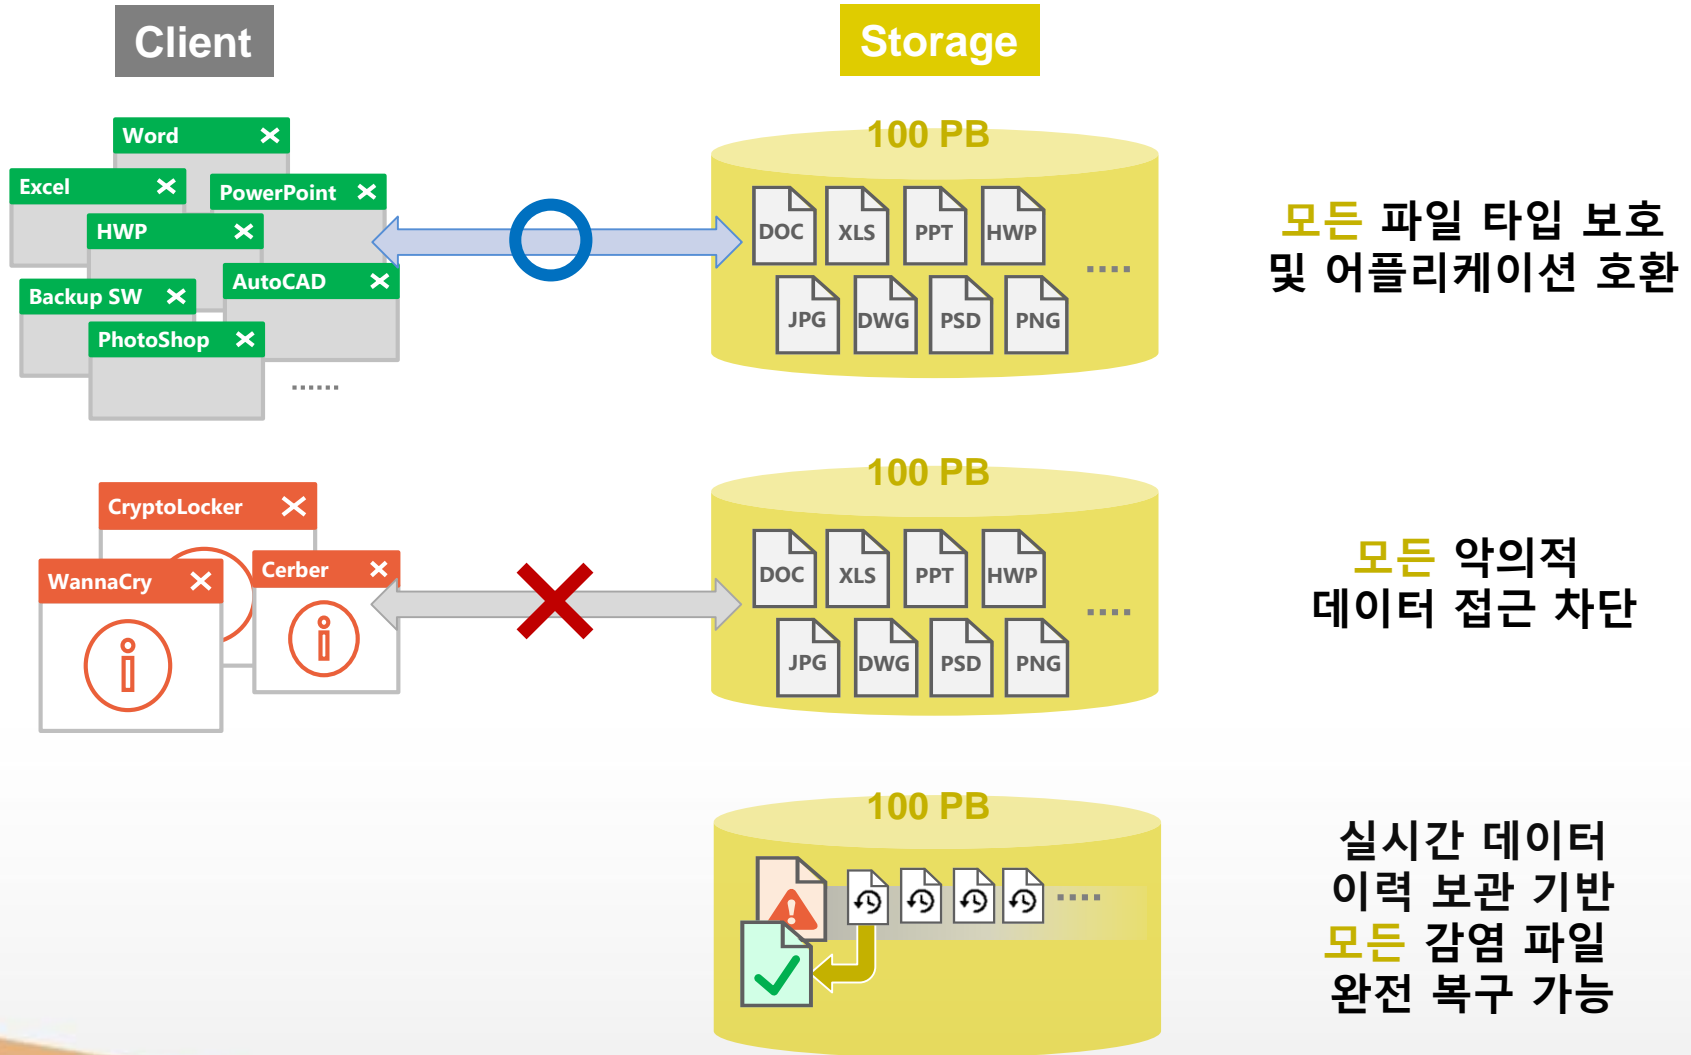 Client
Storage
Word
Excel
PowerPoint
HWP
AutoCAD
Backup SW
PhotoShop
......
100 PB
DOC
XLS
PPT
HWP
....
JPG
DWG
PSD
PNG
모든 파일 타입 보호
및 어플리케이션 호환
CryptoLocker
Cerber
WannaCry
100 PB
DOC
XLS
PPT
HWP
....
JPG
DWG
PSD
PNG
모든 악의적
데이터 접근 차단
100 PB
....
실시간 데이터
이력 보관 기반
모든 감염 파일
완전 복구 가능